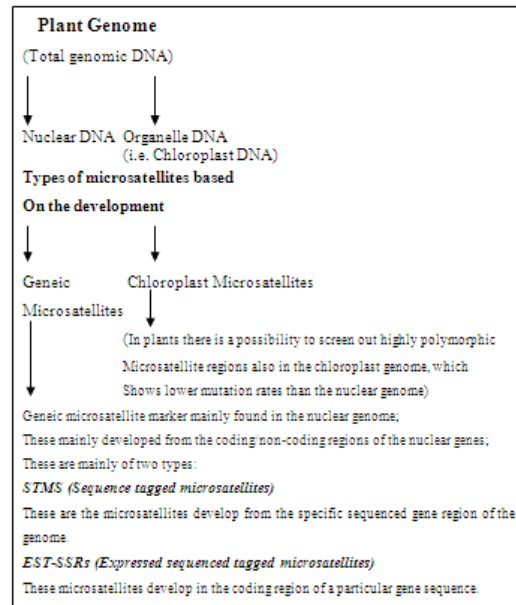 Plant Genome
(Total genomic DNA)
Nuclear DNA Organelle DNA
(i.e. Chloroplast DNA)
Types of microsatellites based
On the development
Geneic Chloroplast Microsatellites
Microsatellites
(In plants there is a possibility to screen out highly polymorphic
Microsatellite regions also in the chloroplast genome, which
Shows lower mutation rates than the nuclear genome)
Geneic microsatellite marker mainly found in the nuclear genome;
These mainly developed from the coding/non-coding regions of the nuclear genes;
These are mainly of two types:
STMS (Sequence tagged microsatellites)
These are the microsatellites develop from the specific sequenced gene region of the
genome.
EST-SSRs (Expressed sequenced tagged microsatellites)
These microsatellites develop in the coding region of a particular gene sequence.